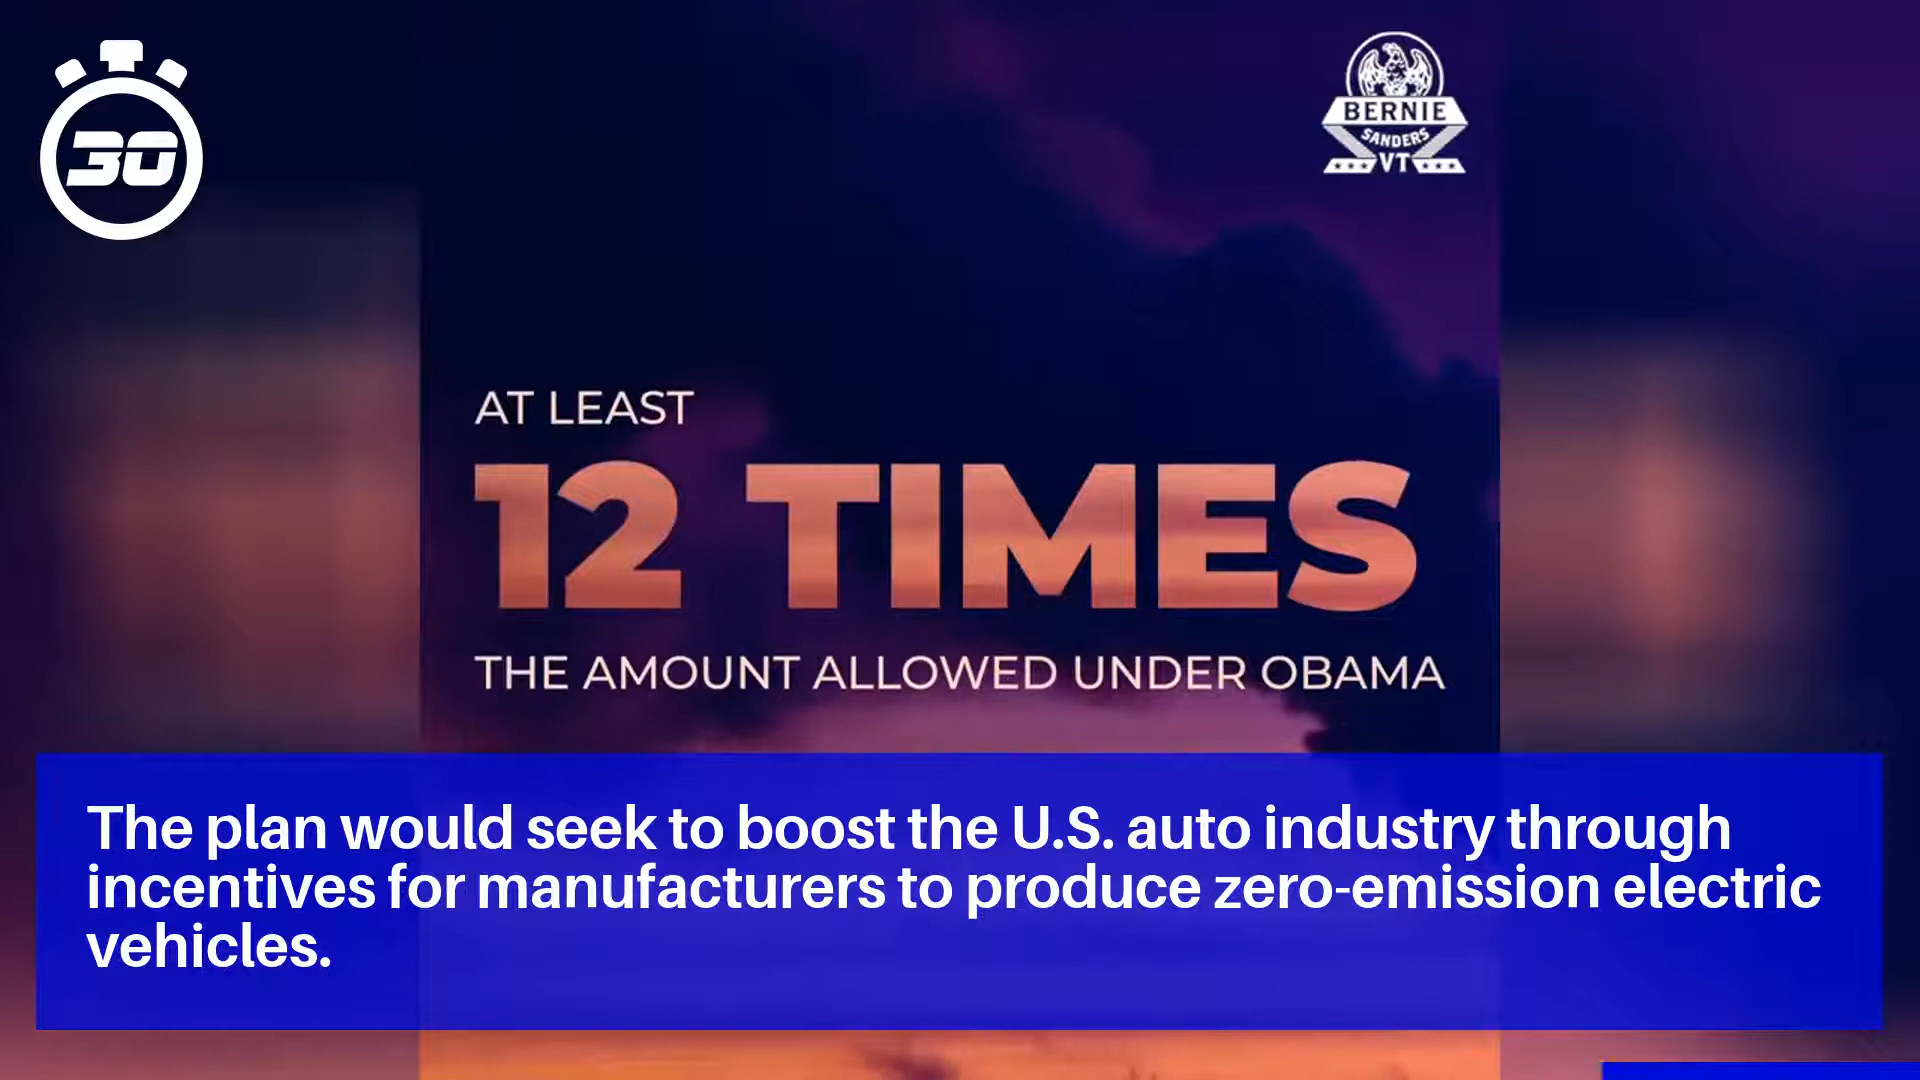 30
BERNIE
SANDERS
VT
AT LEAST
12 TIMES
THE AMOUNT ALLOWED UNDER OBAMA
The plan would seek to boost the U.S. auto industry through
incentives for manufacturers to produce zero-emission electric
vehicles.